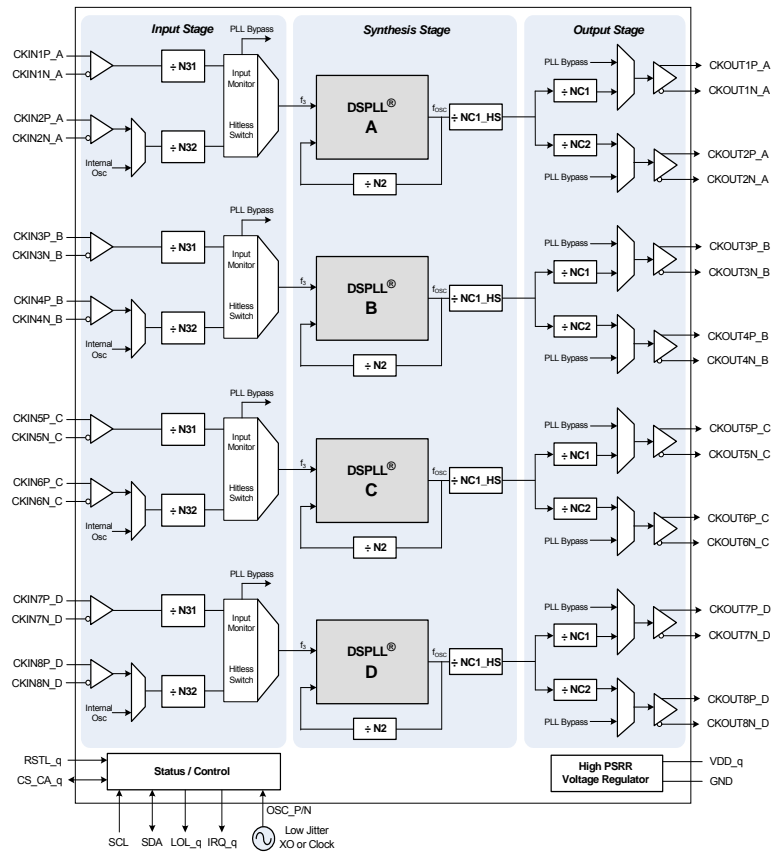 Input Stage
Synthesis Stage
Output Stage
CKIN1P_A
CKIN1N_A
CKIN2P_A
CKIN2N_A
Internal
Osc
÷ N31
÷ N32
PLL Bypass
Input
Monitor
Hitless
Switch
f3
DSPLL®
A
fOSC
÷ NC1_HS
÷ N2
PLL Bypass
÷ NC1
÷ NC2
PLL Bypass
CKOUT1P_A
CKOUT1N_A
CKOUT2P_A
CKOUT2N_A
CKIN3P_B
CKIN3N_B
CKIN4P_B
CKIN4N_B
Internal
Osc
÷ N31
÷ N32
PLL Bypass
Input
Monitor
Hitless
Switch
f3
DSPLL®
B
fOSC
÷ NC1_HS
÷ N2
PLL Bypass
÷ NC1
÷ NC2
PLL Bypass
CKOUT3P_B
CKOUT3N_B
CKOUT4P_B
CKOUT4N_B
CKIN5P_C
CKIN5N_C
CKIN6P_C
CKIN6N_C
Internal
Osc
÷ N31
÷ N32
PLL Bypass
Input
Monitor
Hitless
Switch
f3
DSPLL®
C
fOSC
÷ NC1_HS
÷ N2
PLL Bypass
÷ NC1
÷ NC2
PLL Bypass
CKOUT5P_C
CKOUT5N_C
CKOUT6P_C
CKOUT6N_C
CKIN7P_D
CKIN7N_D
CKIN8P_D
CKIN8N_D
Internal
Osc
÷ N31
÷ N32
PLL Bypass
Input
Monitor
Hitless
Switch
f3
DSPLL®
D
fOSC
÷ NC1_HS
÷ N2
PLL Bypass
÷ NC1
÷ NC2
PLL Bypass
CKOUT7P_D
CKOUT7N_D
CKOUT8P_D
CKOUT8N_D
RSTL_q
CS_CA_q
Status / Control
High PSRR
Voltage Regulator
VDD_q
GND
SCL
SDA
LOL_q
IRQ_q
OSC_P/N
Low Jitter
XO or Clock